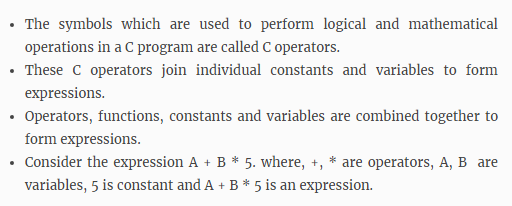 • The symbols which are used to perform logical and mathematical
operations in a C program are called C operators.
• These C operators join individual constants and variables to form
expressions.
• Operators, functions, constants and variables are combined together to
form expressions.
• Consider the expression A + B * 5. where, +, * are operators, A, B are
variables, 5 is constant and A + B * 5 is an expression.